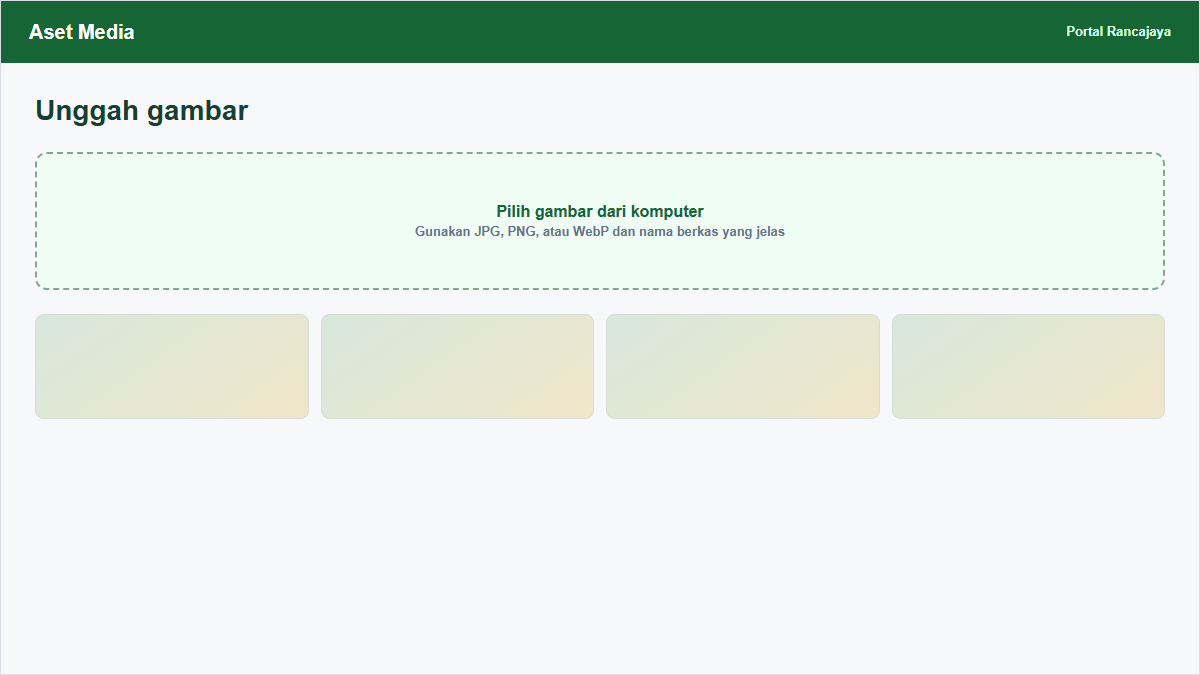 Aset Media
Portal Rancajaya
Unggah gambar
Pilih gambar dari komputer
Gunakan JPG, PNG, atau WebP dan nama berkas yang jelas